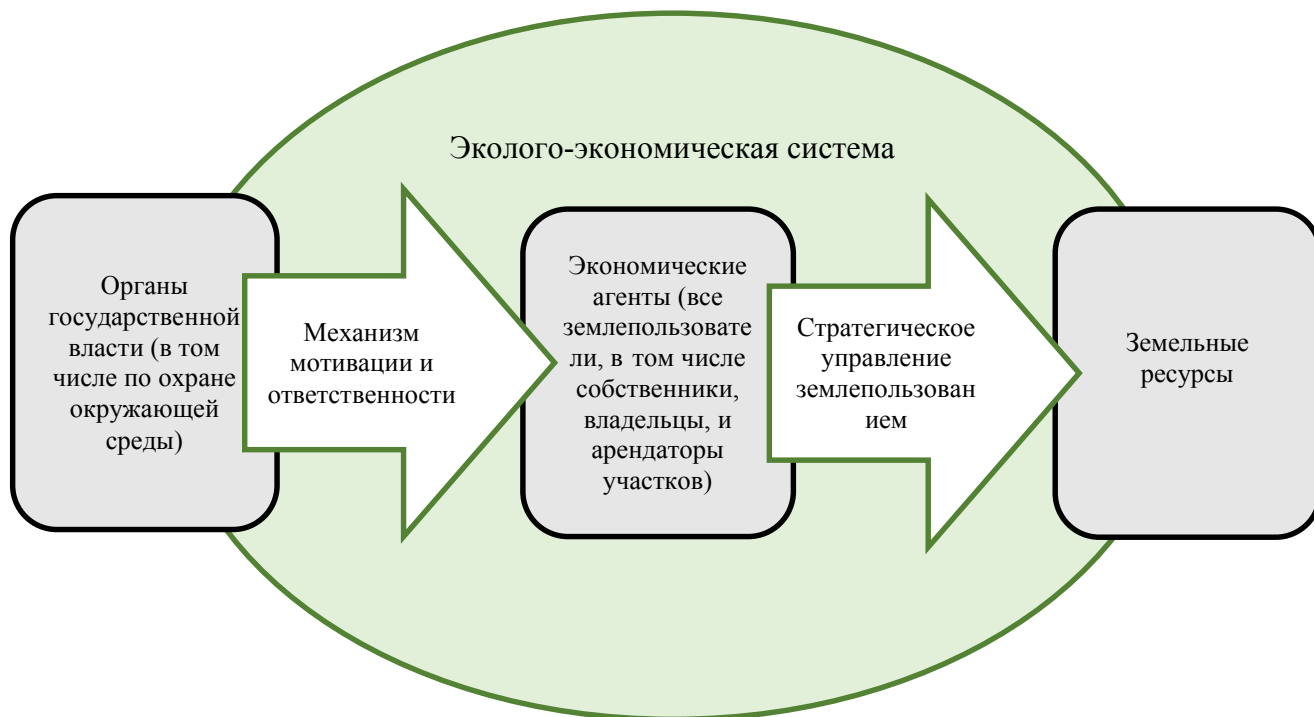 Эколого-экономическая система
Органы
государственной
власти (в том
числе по охране
окружающей
среды)
Механизм
мотивации и
ответственности
Экономические
агенты (все
землепользовате
ли, в том числе
собственники,
владельцы, и
арендаторы
участков)
Стратегическое
управление
землепользован
ием
Земельные
ресурсы